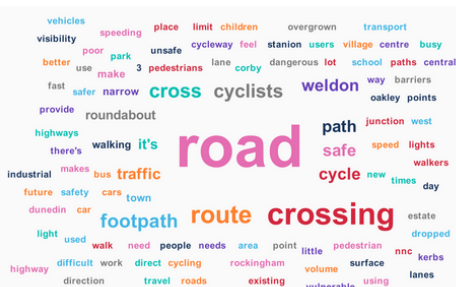 vehicles speeding place limit children overgrown transport
visibility poor park unsafe cycleway feel stanion users village centre busy
better use make 3 pedestrians lane corby dangerous lot school paths central
fast safer narrow cross cyclists weldon way barriers
oakley points
provide roundabout
highways there's walking it's road path junction west
safe speed lights
walkers
industrial makes bus traffic cycle new times day
future safety cars town
dunedin car footpath route crossing estate
light used dropped
walk need people needs area point little pedestrian nnc kerbs
highway difficult work direct cycling rockingham volume surface lanes
direction travel roads existing vulnerable using